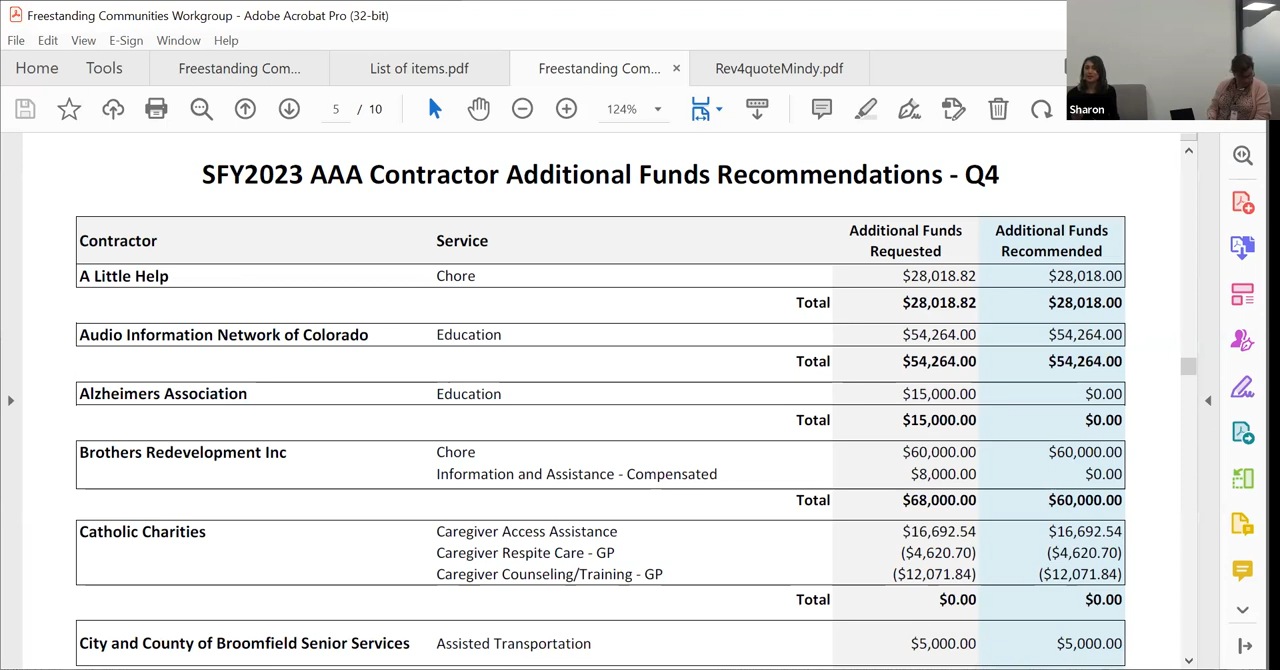 Freestanding Communities Workgroup - Adobe Acrobat Pro (32-bit)
File Edit View E-Sign Window Help
Home Tools Freestanding Com... List of items.pdf Freestanding Com... × Rev4quoteMindy.pdf
5 / 10 124%
Sharon
SFY2023 AAA Contractor Additional Funds Recommendations - Q4
Contractor Service Additional Funds Requested Additional Funds Recommended
A Little Help Chore $28,018.82 $28,018.00
Total $28,018.82 $28,018.00
Audio Information Network of Colorado Education $54,264.00 $54,264.00
Total $54,264.00 $54,264.00
Alzheimers Association Education $15,000.00 $0.00
Total $15,000.00 $0.00
Brothers Redevelopment Inc Chore $60,000.00 $60,000.00
Information and Assistance - Compensated $8,000.00 $0.00
Total $68,000.00 $60,000.00
Catholic Charities Caregiver Access Assistance $16,692.54 $16,692.54
Caregiver Respite Care - GP ($4,620.70) ($4,620.70)
Caregiver Counseling/Training - GP ($12,071.84) ($12,071.84)
Total $0.00 $0.00
City and County of Broomfield Senior Services Assisted Transportation $5,000.00 $5,000.00